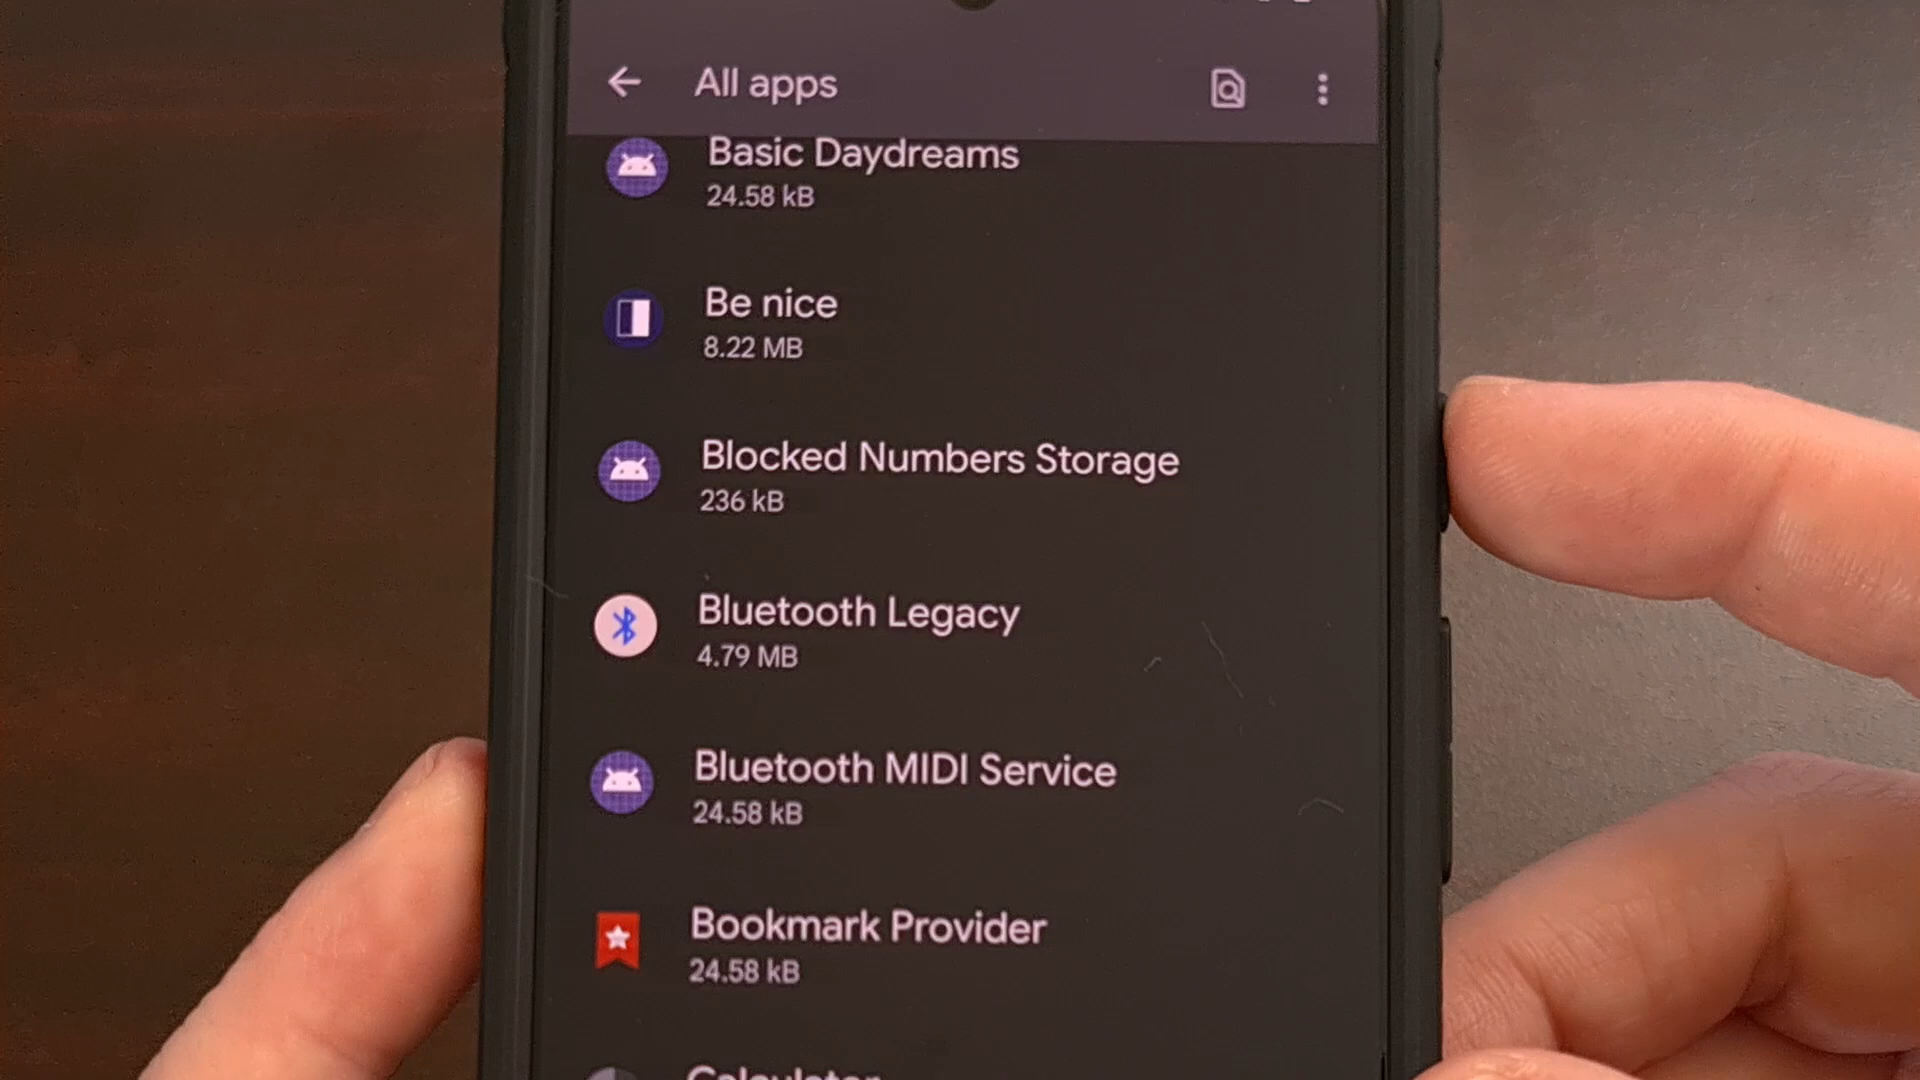 All apps
Basic Daydreams
24.58 kB
Be nice
8.22 MB
Blocked Numbers Storage
236 kB
Bluetooth Legacy
4.79 MB
Bluetooth MIDI Service
24.58 kB
Bookmark Provider
24.58 kB
Calculator